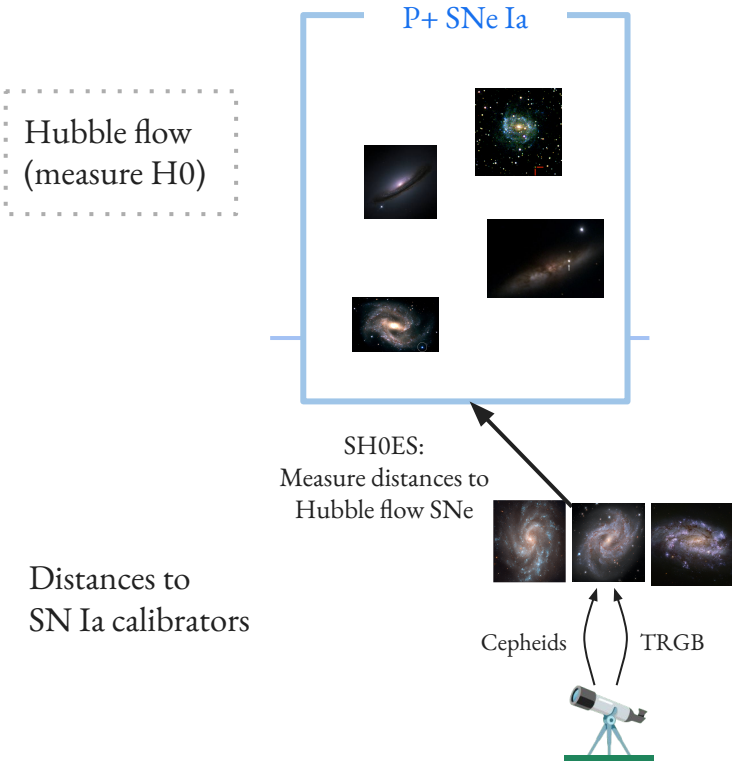 P+ SNe Ia
Hubble flow
(measure H0)
SH0ES:
Measure distances to
Hubble flow SNe
Distances to
SN Ia calibrators
Cepheids
TRGB